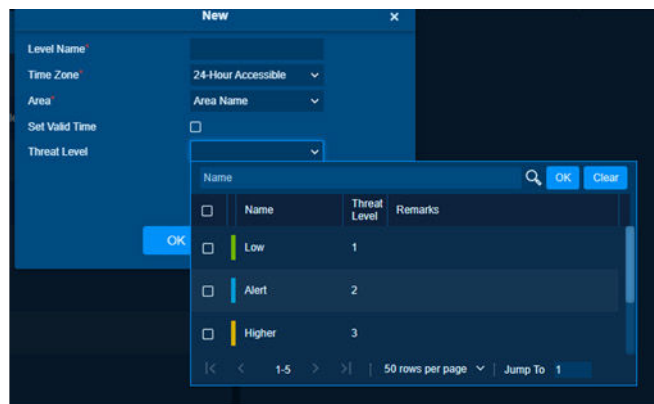 New ×
Level Name*
Time Zone* 24-Hour Accessible
Area* Area Name
Set Valid Time
Threat Level
Name OK Clear
Name Threat Level Remarks
OK
Low 1
Alert 2
Higher 3
|< < 1-5 > >| | 50 rows per page | Jump To 1